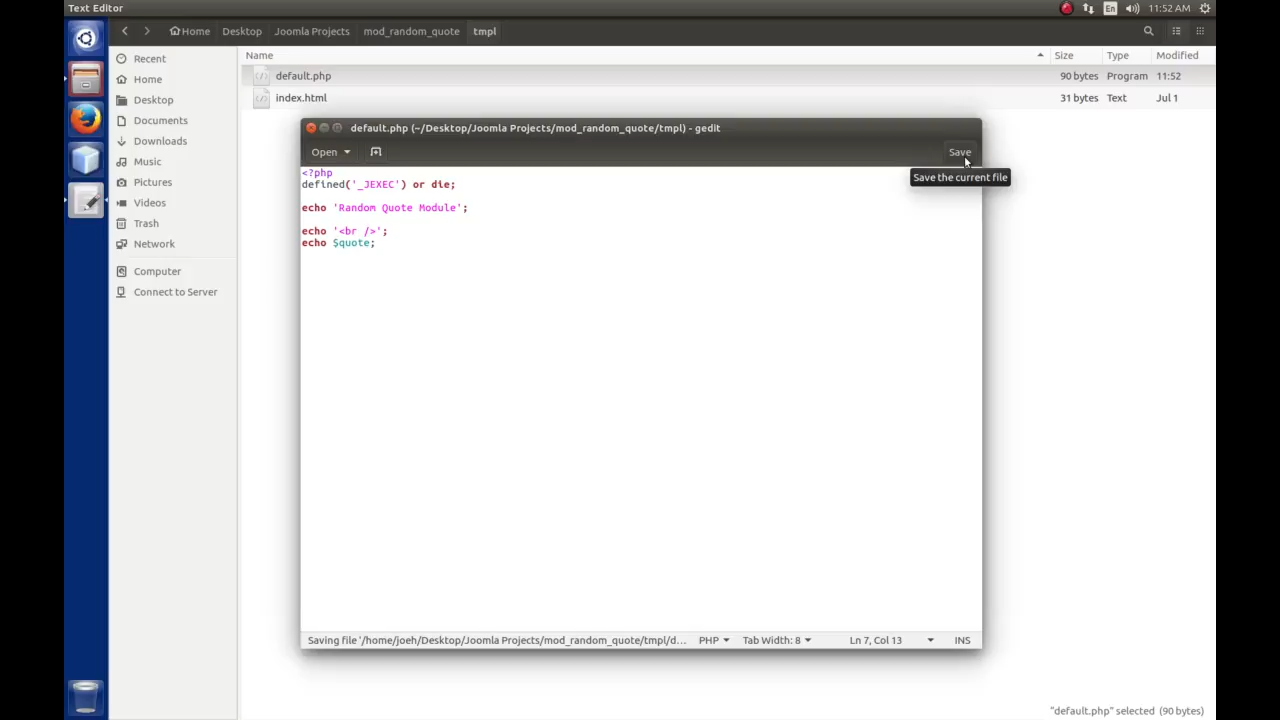 Text Editor
En
11:52 AM
Home
Desktop
Joomla Projects
mod_random_quote
tmpl
Recent
Home
Desktop
Documents
Downloads
Music
Pictures
Videos
Trash
Network
Computer
Connect to Server
Name Size Type Modified
default.php 90 bytes Program 11:52
index.html 31 bytes Text Jul 1
default.php (~/Desktop/Joomla Projects/mod_random_quote/tmpl) - gedit
Open
Save
Save the current file
<?php
defined('_JEXEC') or die;
echo 'Random Quote Module';
echo '<br />';
echo $quote;
Saving file '/home/joeh/Desktop/Joomla Projects/mod_random_quote/tmpl/d... PHP Tab Width: 8 Ln 7, Col 13 INS
"default.php" selected (90 bytes)